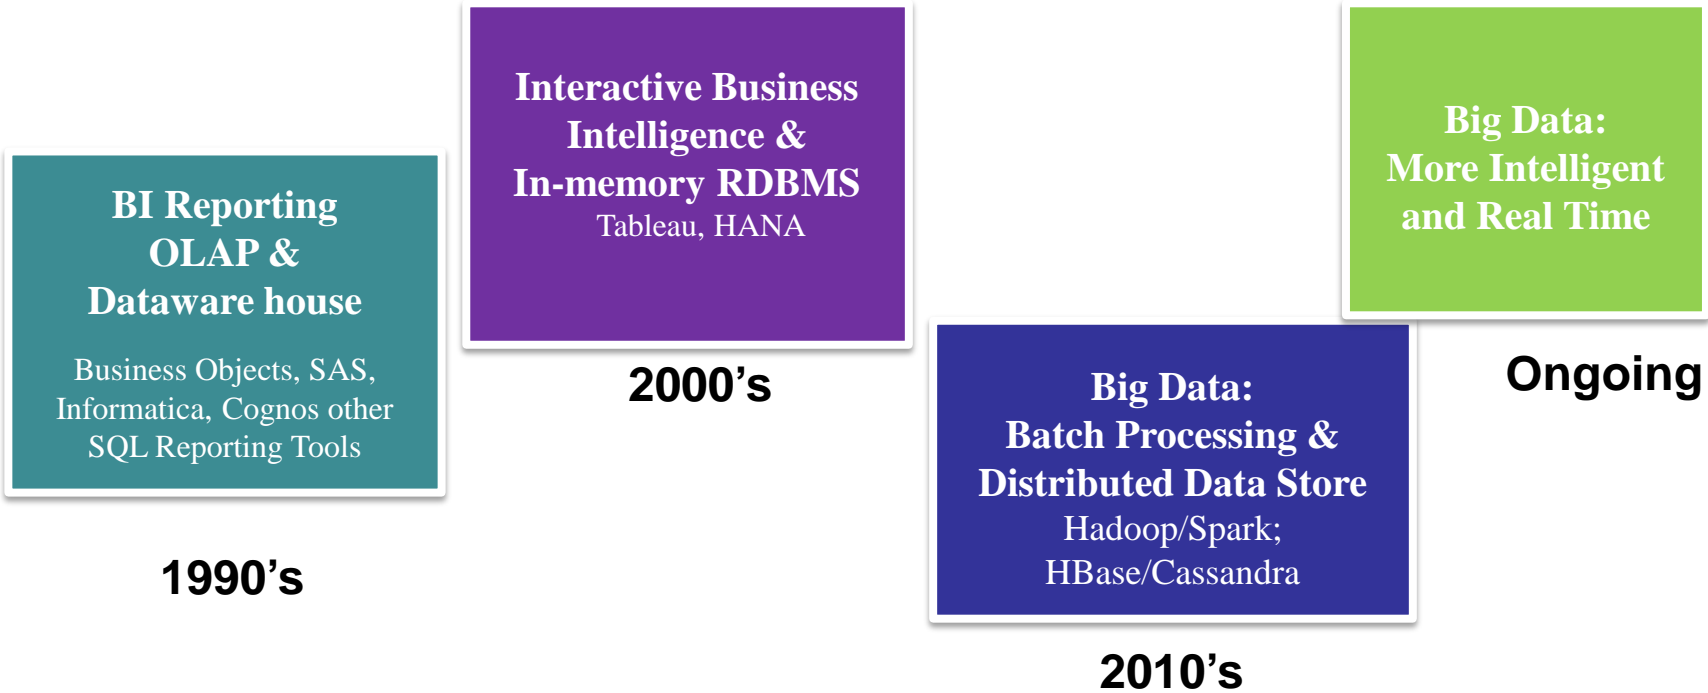 BI Reporting
OLAP &
Dataware house
Business Objects, SAS,
Informatica, Cognos other
SQL Reporting Tools
1990’s
Interactive Business
Intelligence &
In-memory RDBMS
Tableau, HANA
2000’s
Big Data:
Batch Processing &
Distributed Data Store
Hadoop/Spark;
HBase/Cassandra
2010’s
Big Data:
More Intelligent
and Real Time
Ongoing